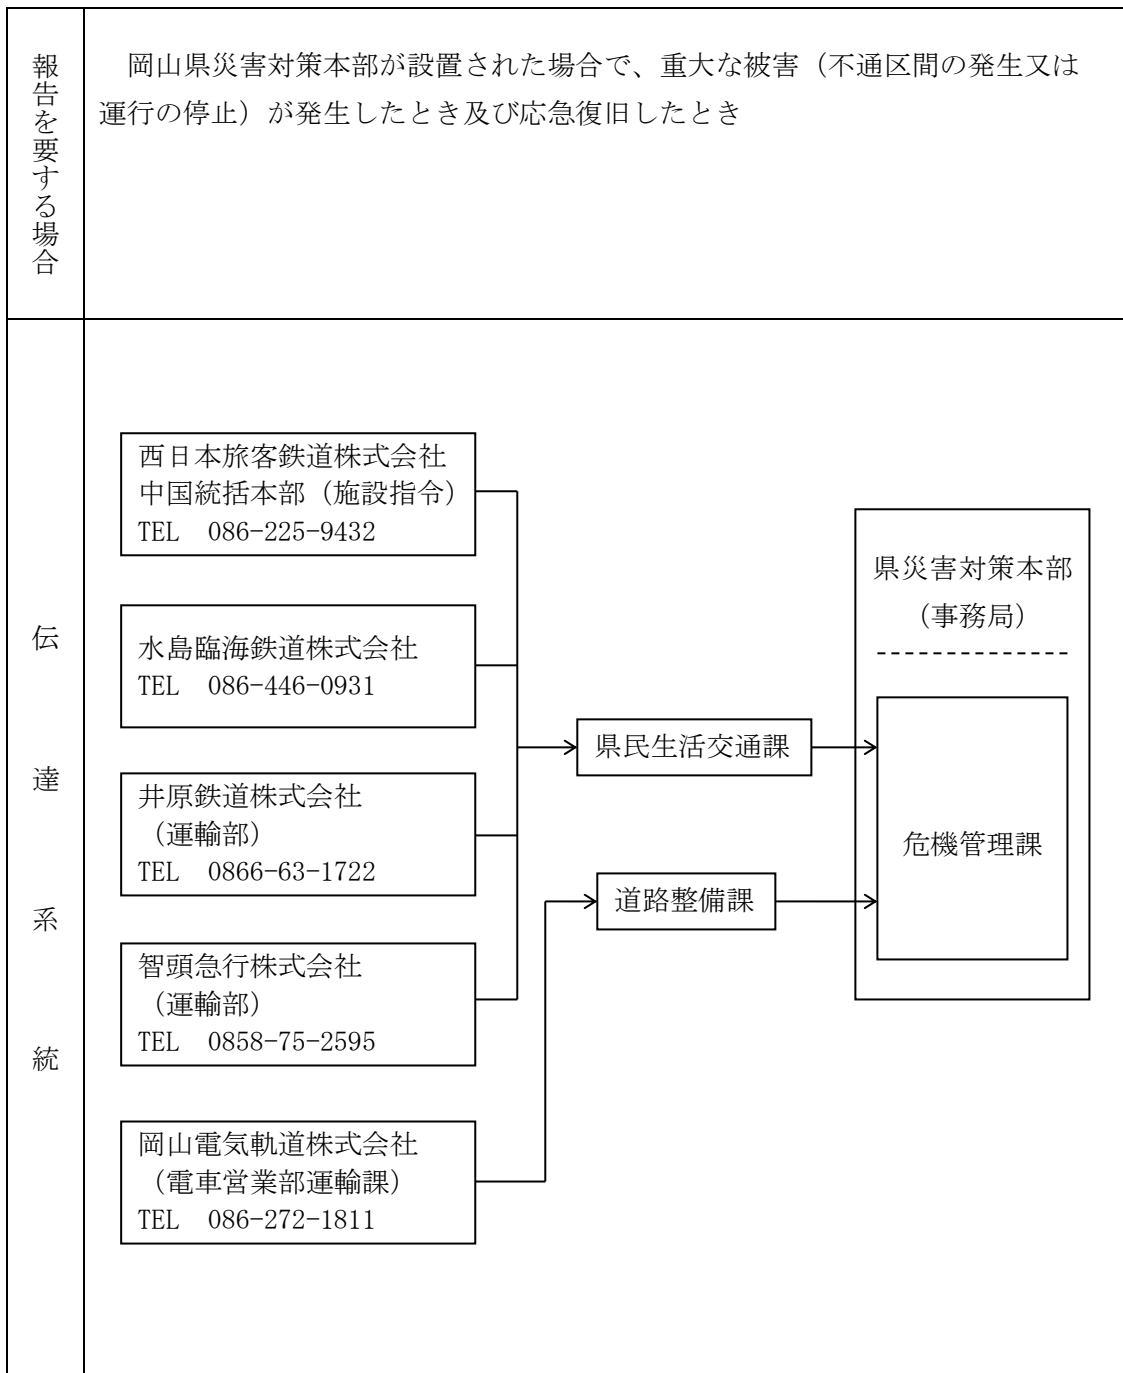 報告を要する場合
　岡山県災害対策本部が設置された場合で、重大な被害（不通区間の発生又は
運行の停止）が発生したとき及び応急復旧したとき
伝達系統
西日本旅客鉄道株式会社
中国統括本部（施設指令）
TEL　086-225-9432
水島臨海鉄道株式会社
TEL　086-446-0931
井原鉄道株式会社
（運輸部）
TEL　0866-63-1722
智頭急行株式会社
（運輸部）
TEL　0858-75-2595
岡山電気軌道株式会社
（電車営業部運輸課）
TEL　086-272-1811
県民生活交通課
道路整備課
県災害対策本部
（事務局）
危機管理課